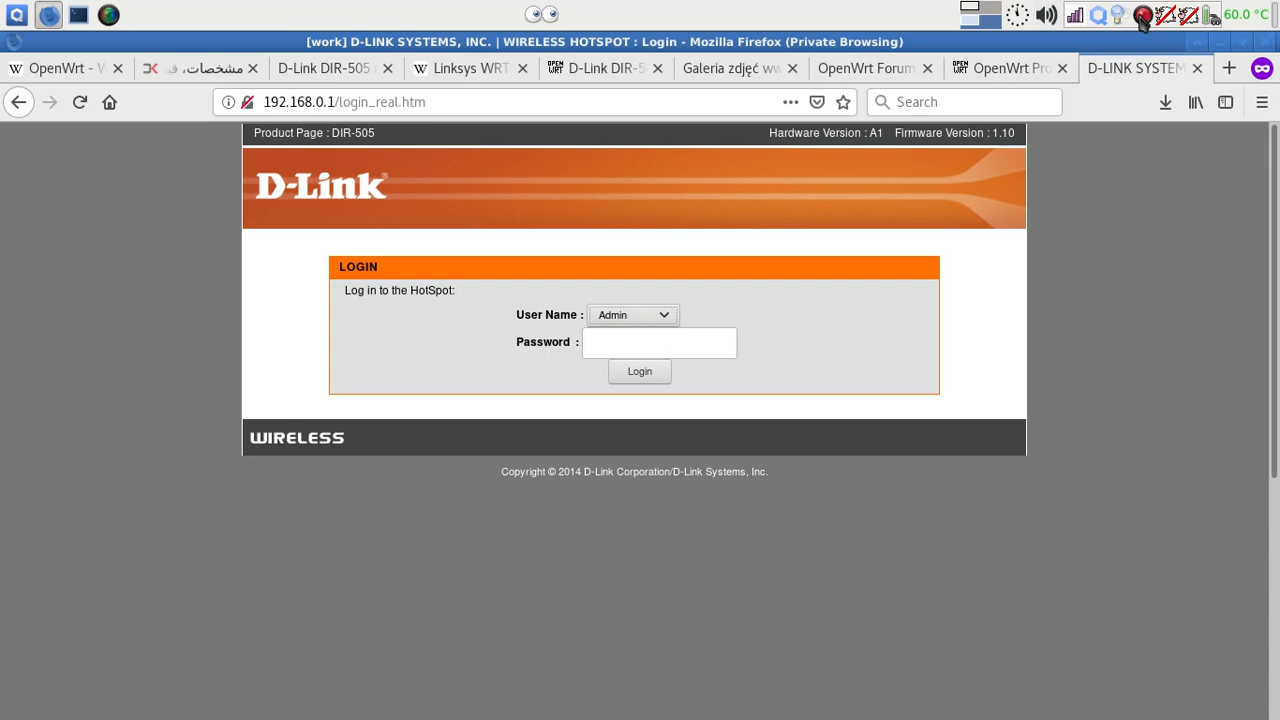 60.0 °C
[work] D-LINK SYSTEMS, INC. | WIRELESS HOTSPOT : Login - Mozilla Firefox (Private Browsing)
OpenWrt - W
مشخصات، قی
D-Link DIR-505 r
Linksys WRT
D-Link DIR-5
Galeria zdjęć ww
OpenWrt Forum
OpenWrt Pro
D-LINK SYSTEM
192.168.0.1/login_real.htm
Search
Product Page : DIR-505 Hardware Version : A1 Firmware Version : 1.10
D-Link
LOGIN
Log in to the HotSpot:
User Name : Admin
Password :
Login
WIRELESS
Copyright © 2014 D-Link Corporation/D-Link Systems, Inc.